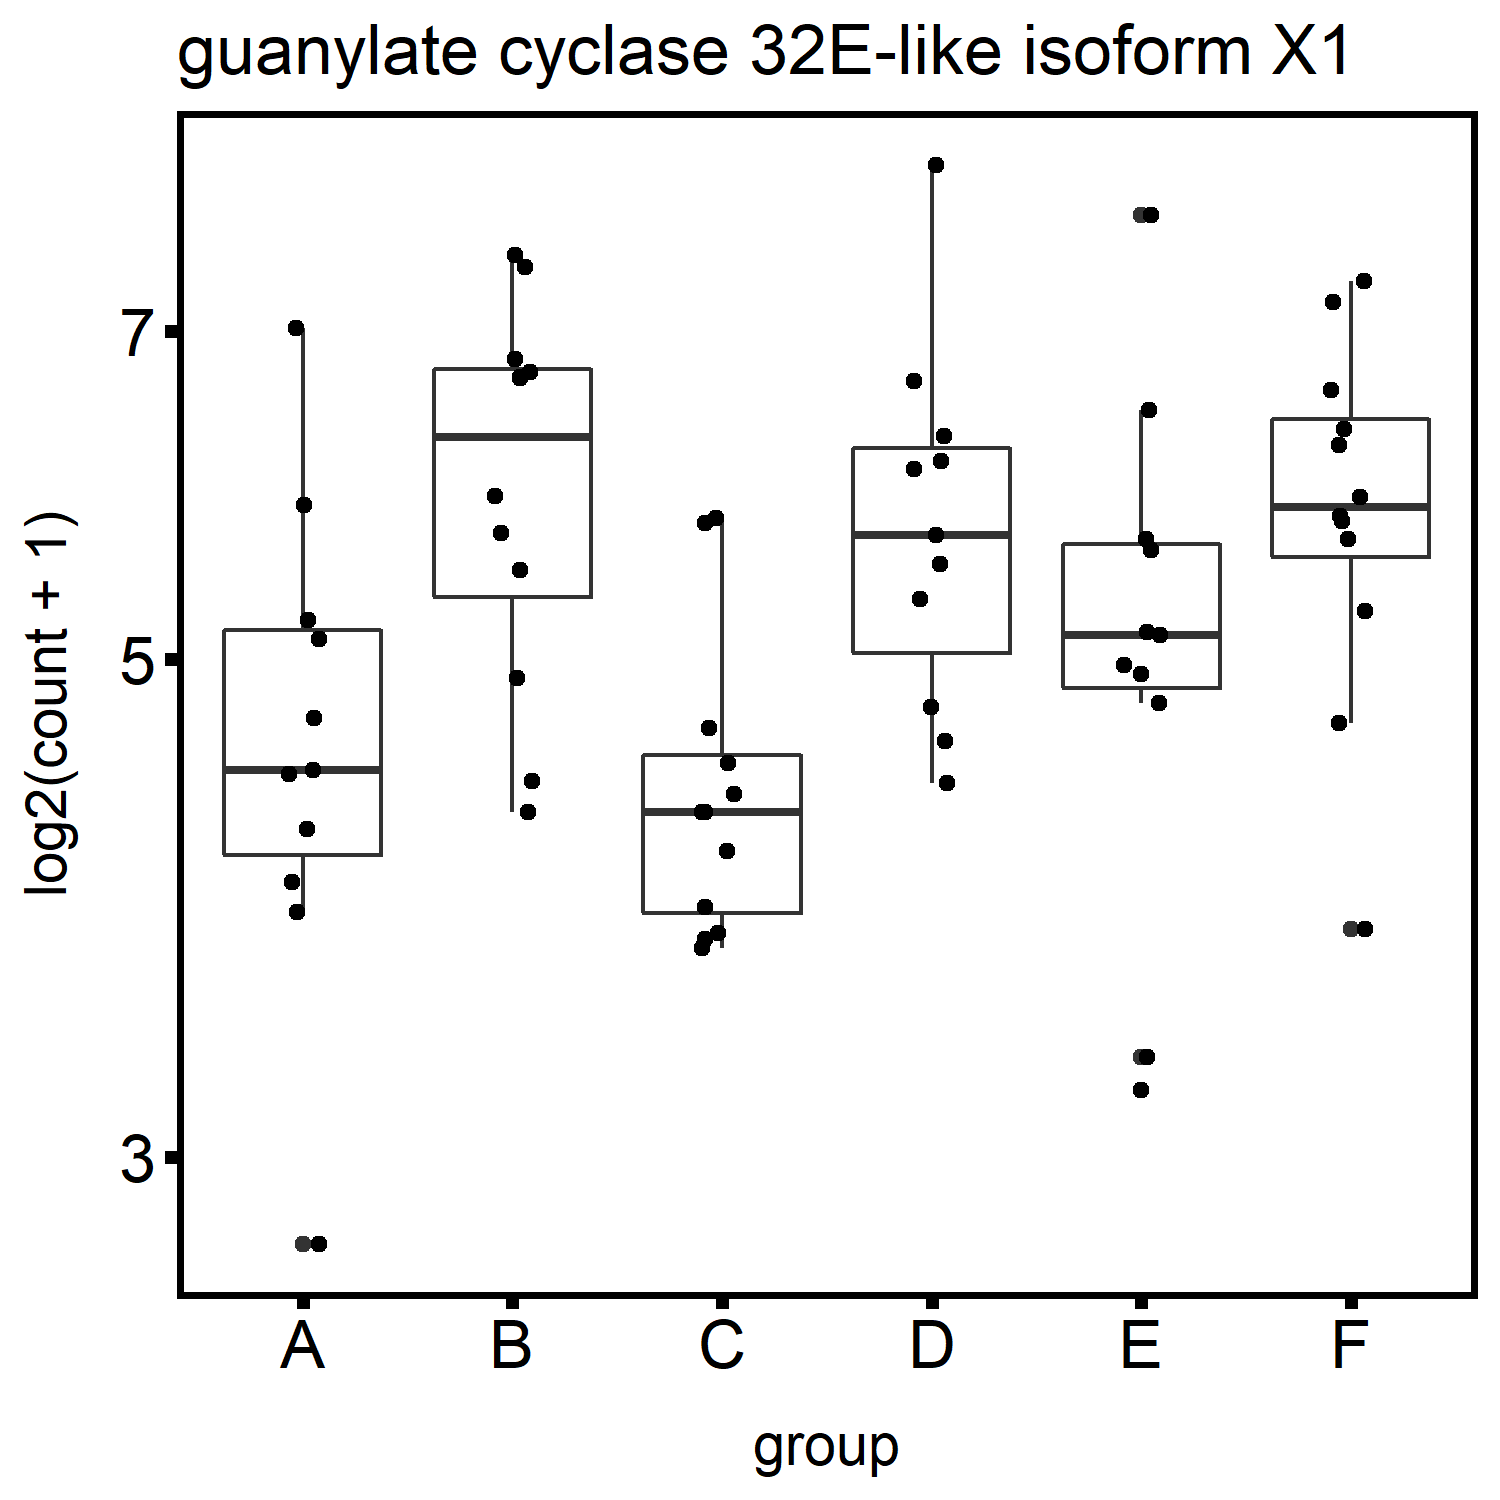 guanylate cyclase 32E-like isoform X1
log2(count + 1)
7
5
3
A B C D E F
group